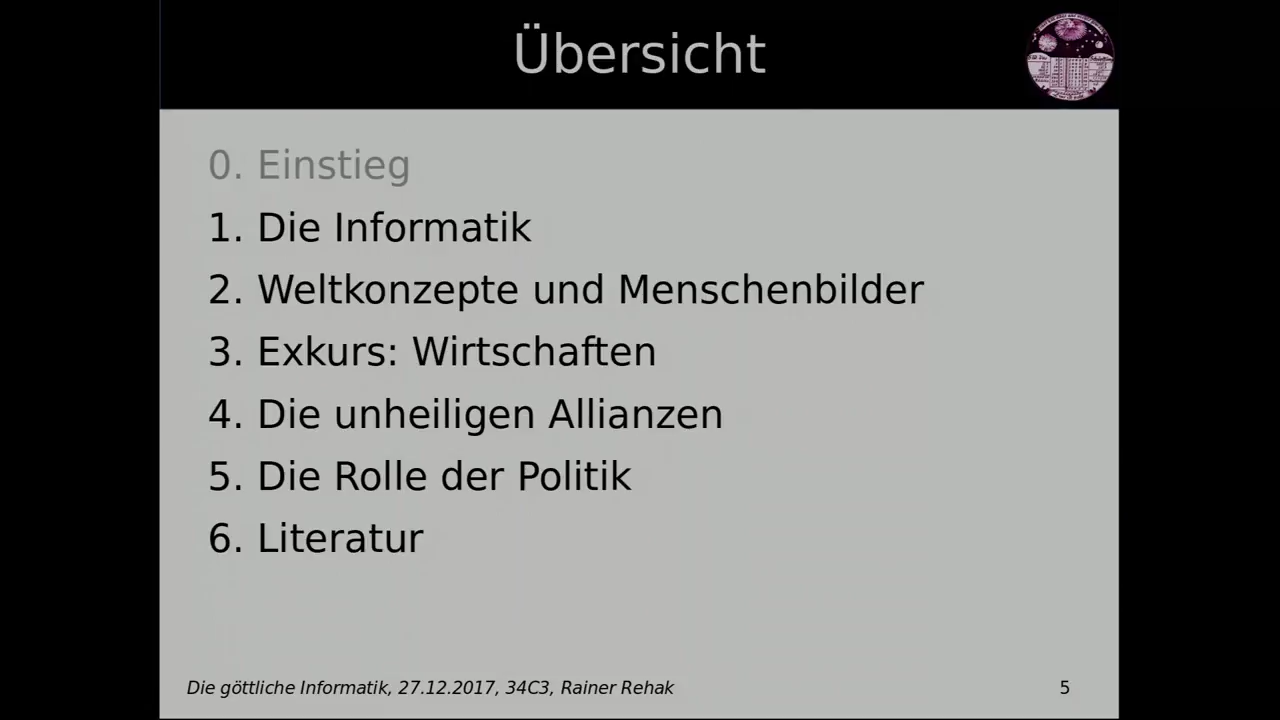 Übersicht
0. Einstieg
1. Die Informatik
2. Weltkonzepte und Menschenbilder
3. Exkurs: Wirtschaften
4. Die unheiligen Allianzen
5. Die Rolle der Politik
6. Literatur
Die göttliche Informatik, 27.12.2017, 34C3, Rainer Rehak
5